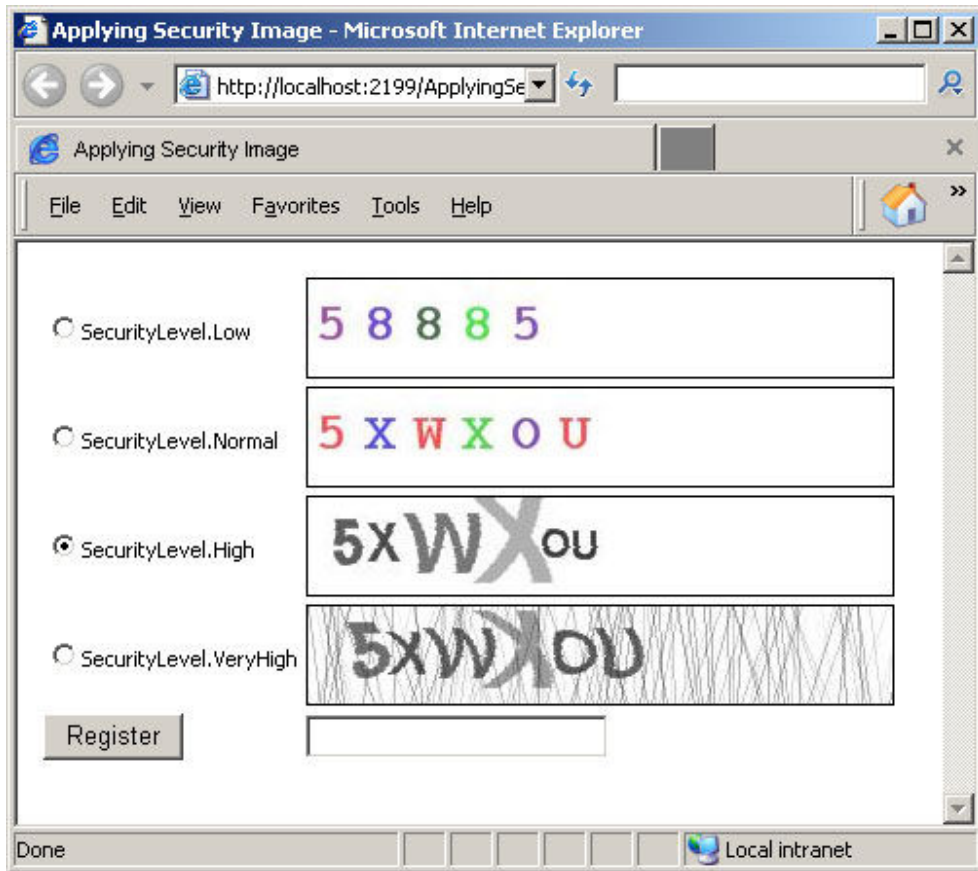 Applying Security Image - Microsoft Internet Explorer
http://localhost:2199/ApplyingSe
Applying Security Image
File Edit View Favorites Tools Help »
SecurityLevel.Low 5 8 8 8 5
SecurityLevel.Normal 5 X W X O U
SecurityLevel.High 5XWXOU
SecurityLevel.VeryHigh 5XWXOU
Register
Done Local intranet